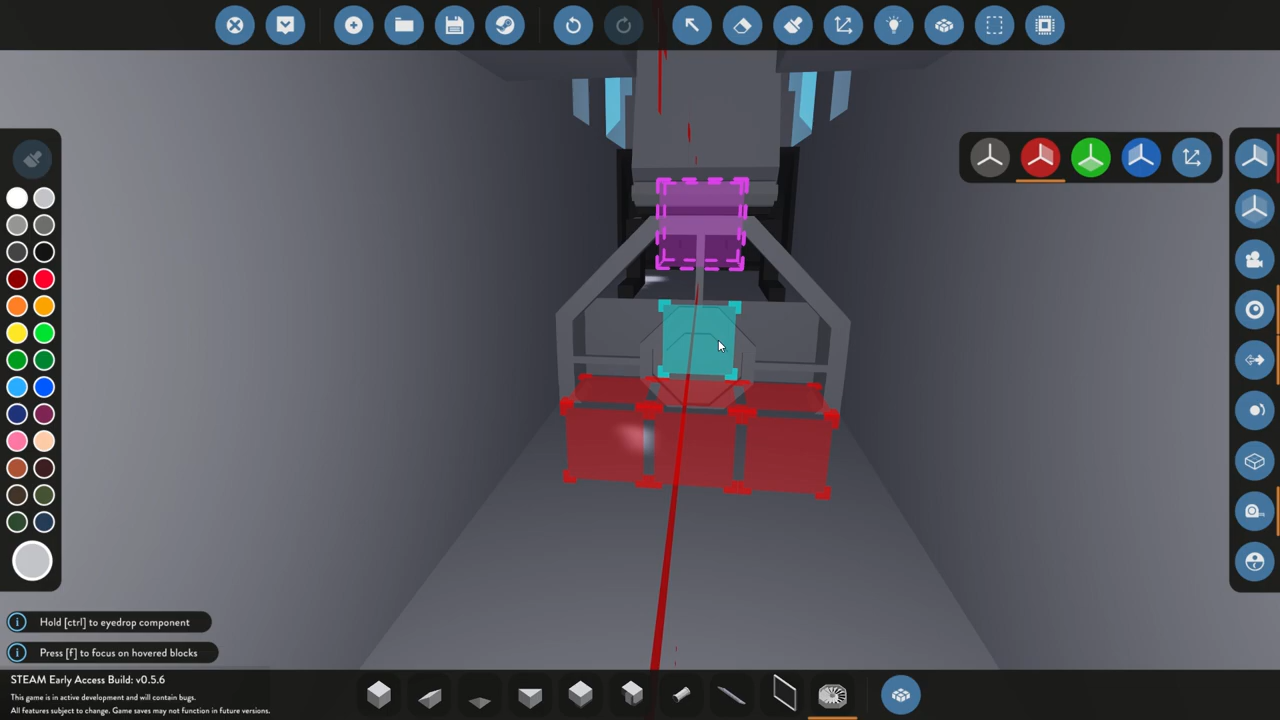 Hold [ctrl] to eyedrop component
Press [f] to focus on hovered blocks
STEAM Early Access Build: v0.5.6
This game is in active development and will contain bugs.
All features subject to change. Game saves may not function in future versions.